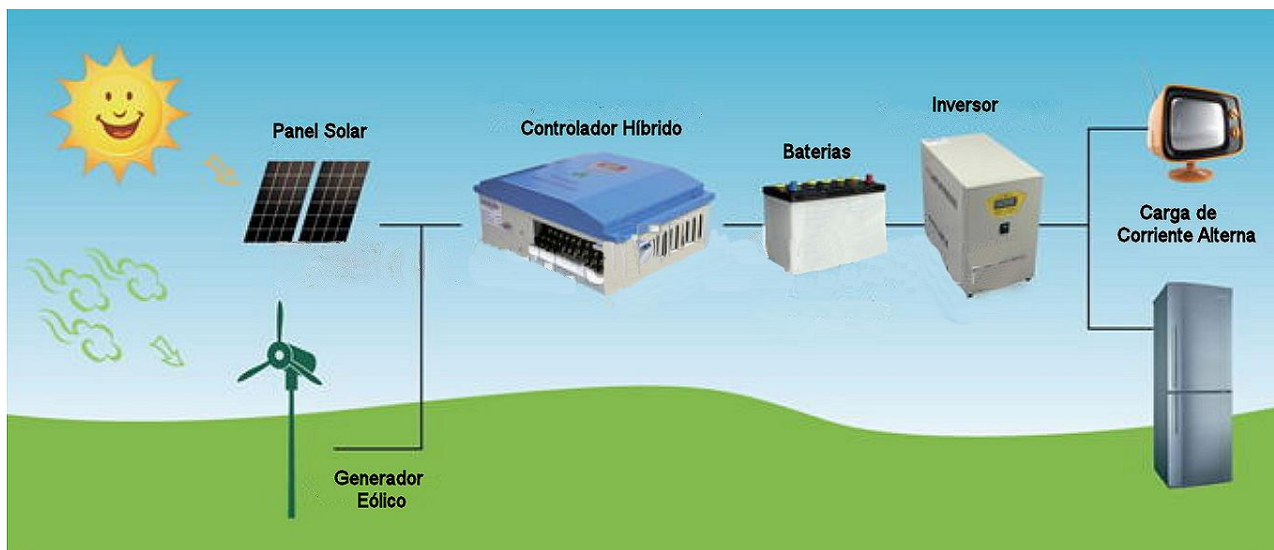 Panel Solar
Controlador Híbrido
Baterias
Inversor
Carga de
Corriente Alterna
Generador
Eólico